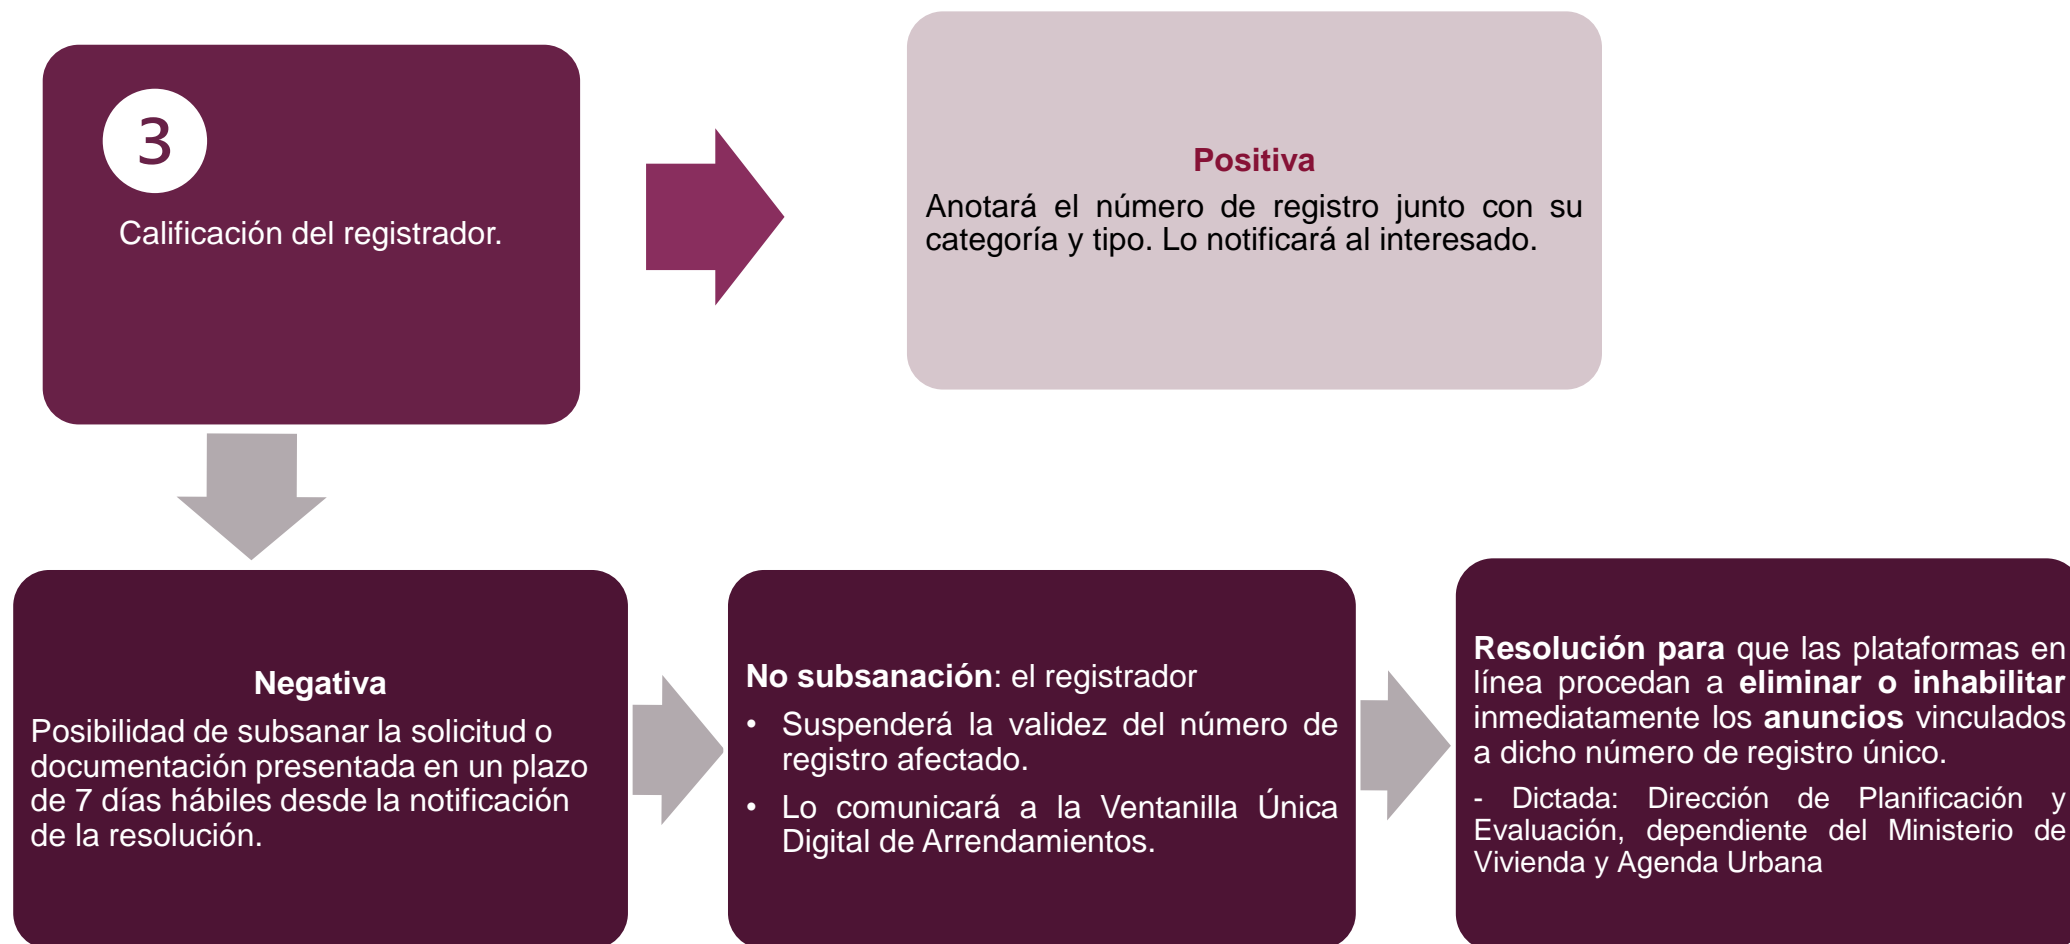 3
Calificación del registrador.
Positiva
Anotará el número de registro junto con su
categoría y tipo. Lo notificará al interesado.
Negativa
Posibilidad de subsanar la solicitud o
documentación presentada en un plazo
de 7 días hábiles desde la notificación
de la resolución.
No subsanación: el registrador
• Suspenderá la validez del número de
registro afectado.
• Lo comunicará a la Ventanilla Única
Digital de Arrendamientos.
Resolución para que las plataformas en
línea procedan a eliminar o inhabilitar
inmediatamente los anuncios vinculados
a dicho número de registro único.
- Dictada: Dirección de Planificación y
Evaluación, dependiente del Ministerio de
Vivienda y Agenda Urbana